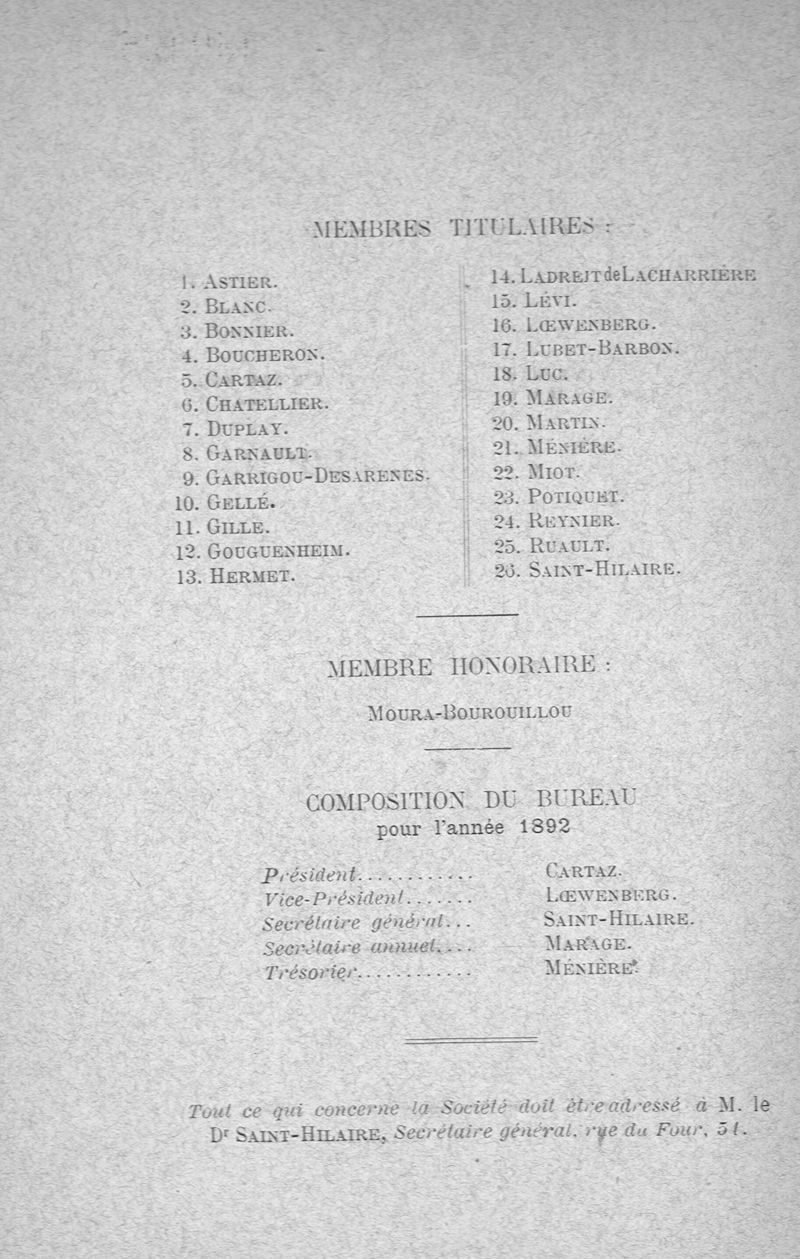 MEMBRES TITULAIRES :
1. ASTIER.
2. BLANC.
3. BONNIER.
4. BOUCHERON.
5. CARTAZ.
6. CHATELLIER.
7. DUPLAY.
8. GARNAULT.
9. GARRIGOU-DESARENES.
10. GELLÉ.
11. GILLE.
12. GOUGUENHEIM.
13. HERMET.
14. LADREIT de LACHARRIÈRE
15. LÉVI.
16. LŒWENBERG.
17. LUBET-BARBON.
18. LUC.
19. MARAGE.
20. MARTIN.
21. MÉNIÈRE.
22. MIOT.
23. POTIQUET.
24. REYNIER.
25. RUAULT.
26. SAINT-HILAIRE.
MEMBRE HONORAIRE :
MOURA-BOUROUILLOU
COMPOSITION DU BUREAU
pour l'année 1892
Président............ CARTAZ.
Vice-Président....... LŒWENBERG.
Secrétaire général... SAINT-HILAIRE.
Secrétaire annuel.... MARAGE.
Trésorier............ MÉNIÈRE.
Tout ce qui concerne la Société doit être adressé à M. le
Dr SAINT-HILAIRE, Secrétaire général, rue du Four,